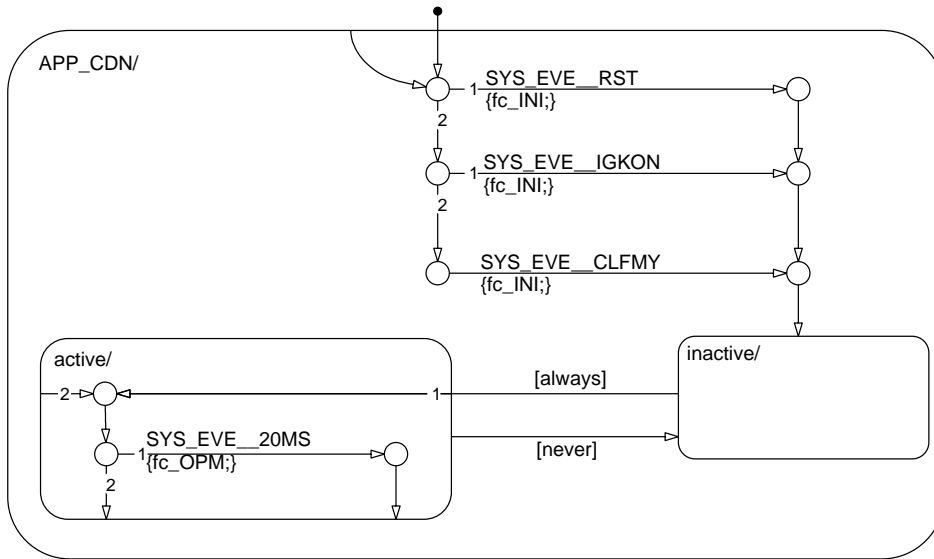 APP_CDN/
1 SYS_EVE__RST
{fc_INI;}
2
1 SYS_EVE__IGKON
{fc_INI;}
2
SYS_EVE__CLFMY
{fc_INI;}
active/
inactive/
2
1
[always]
1 SYS_EVE__20MS
{fc_OPM;}
[never]
2